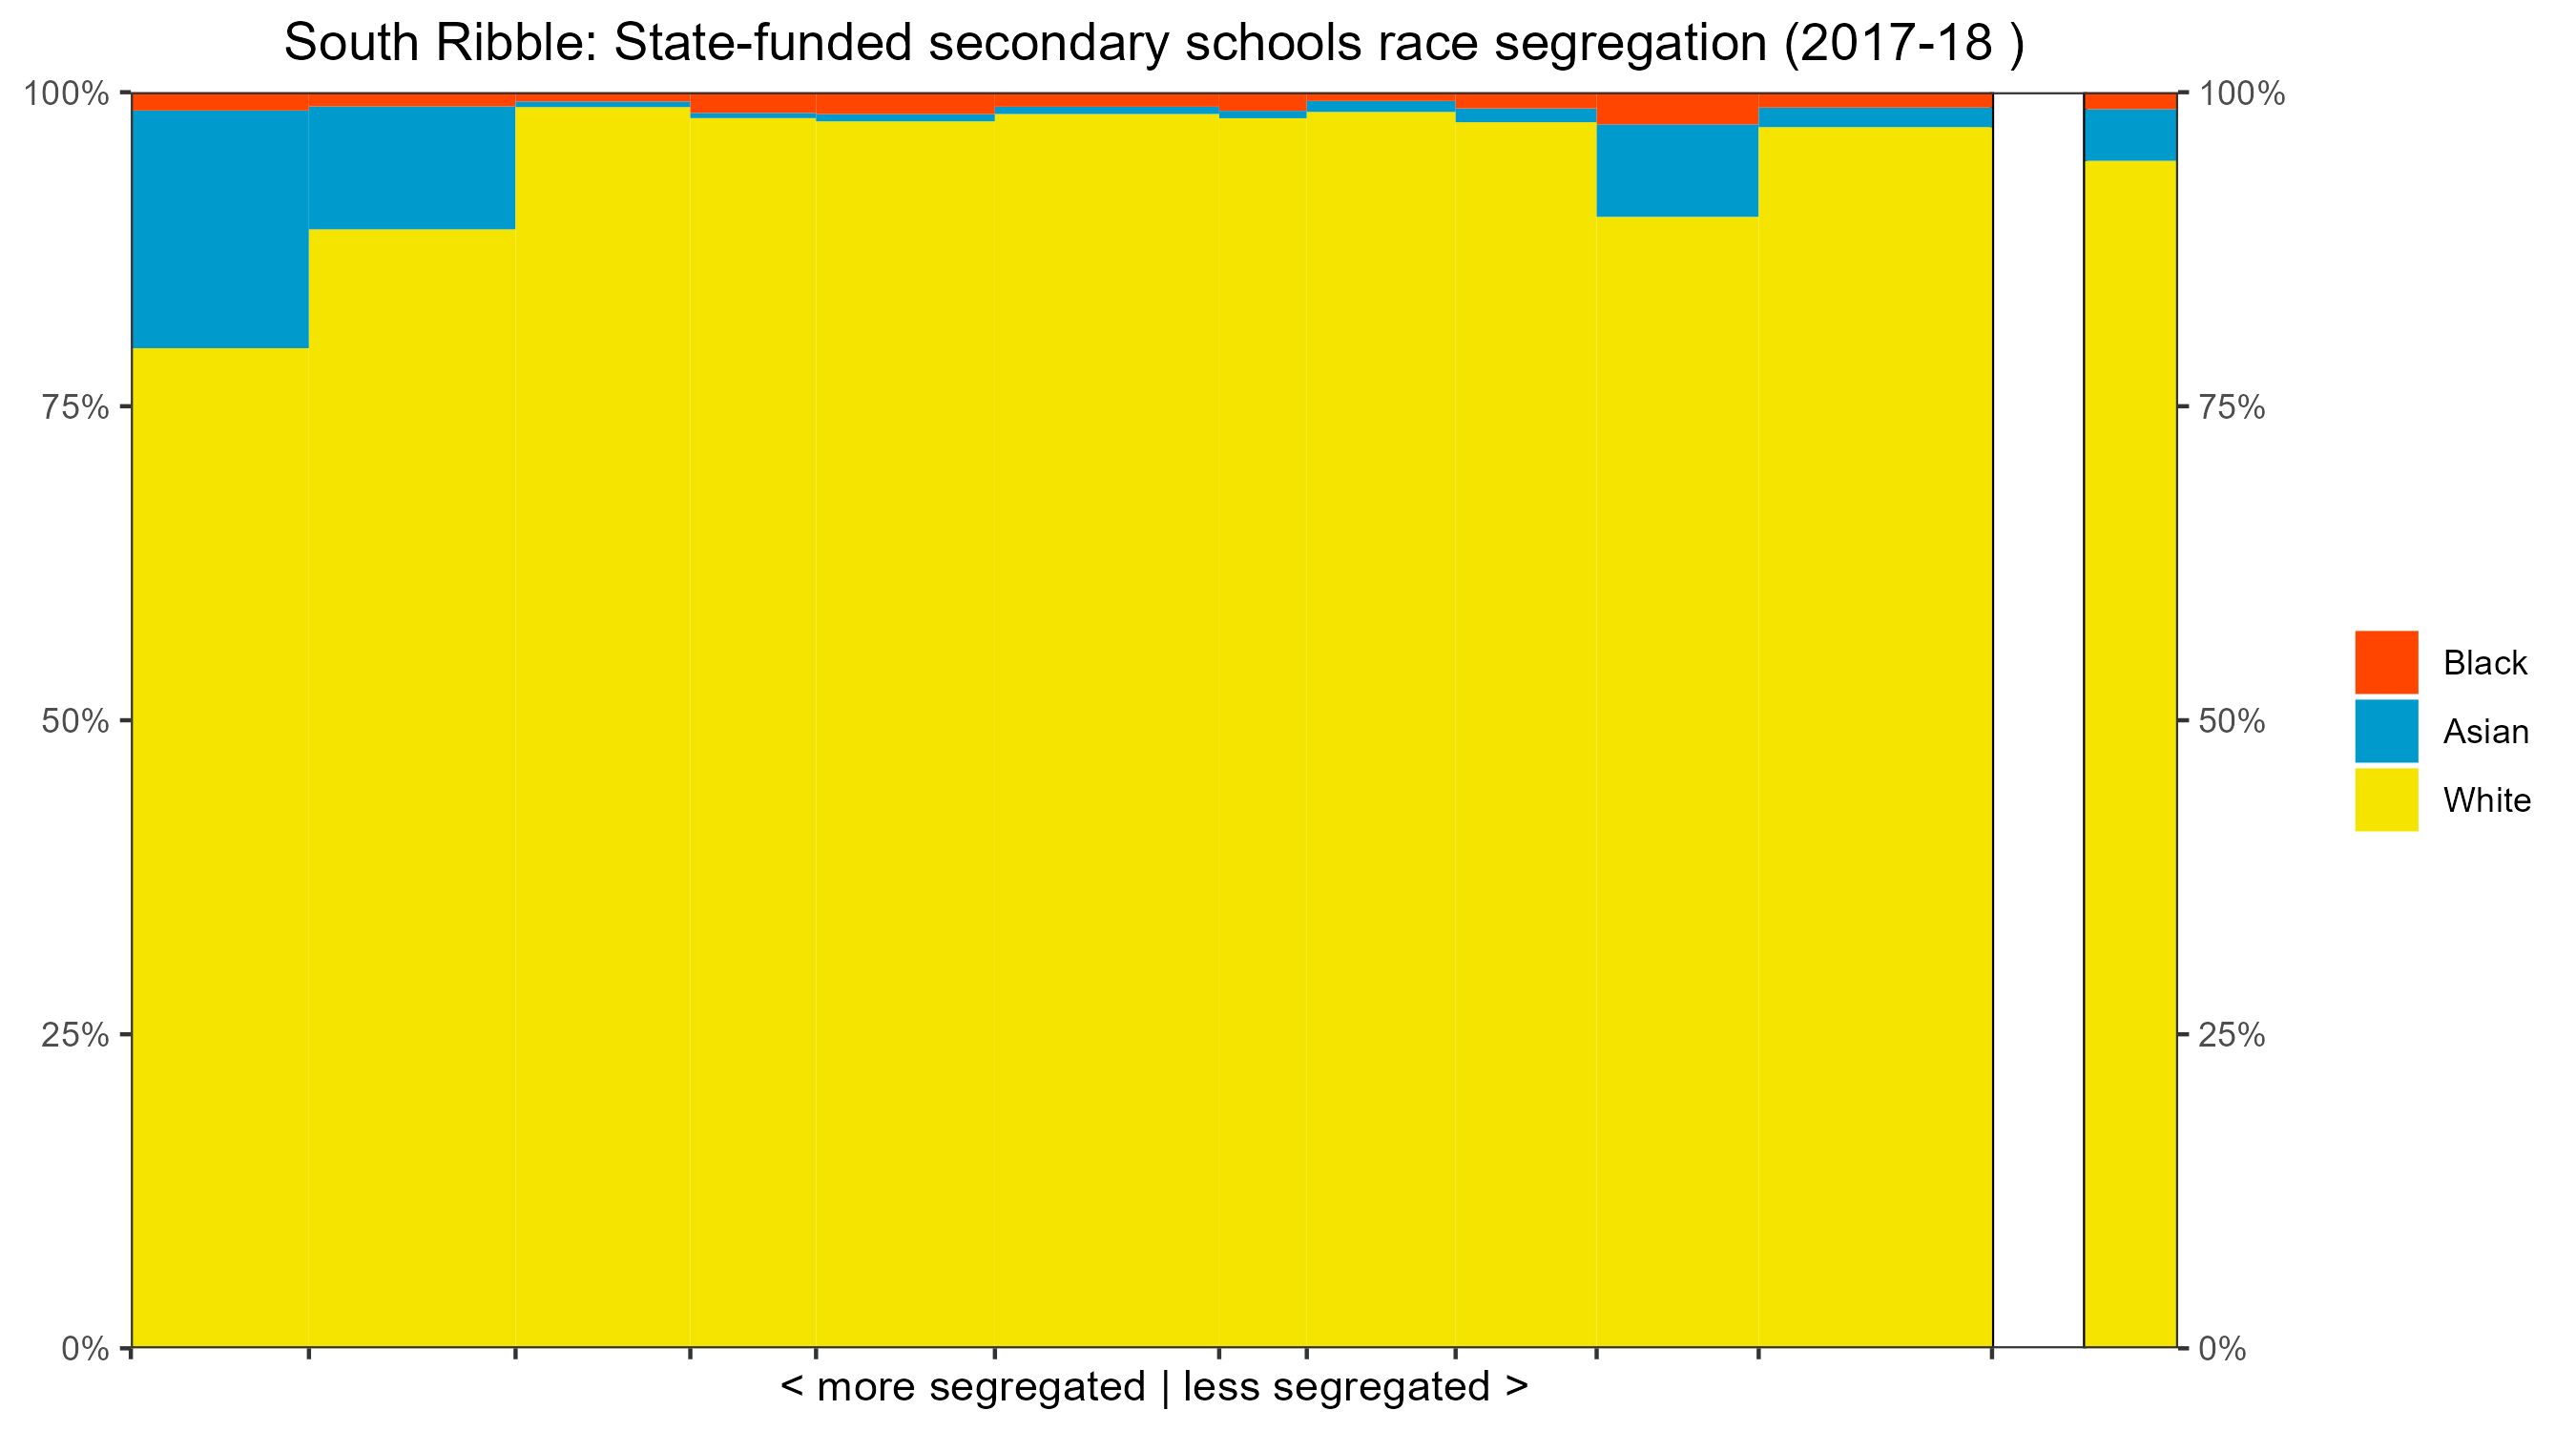 South Ribble: State-funded secondary schools race segregation (2017-18 )
100%
75%
50%
25%
0%
100%
75%
50%
25%
0%
Black
Asian
White
< more segregated | less segregated >